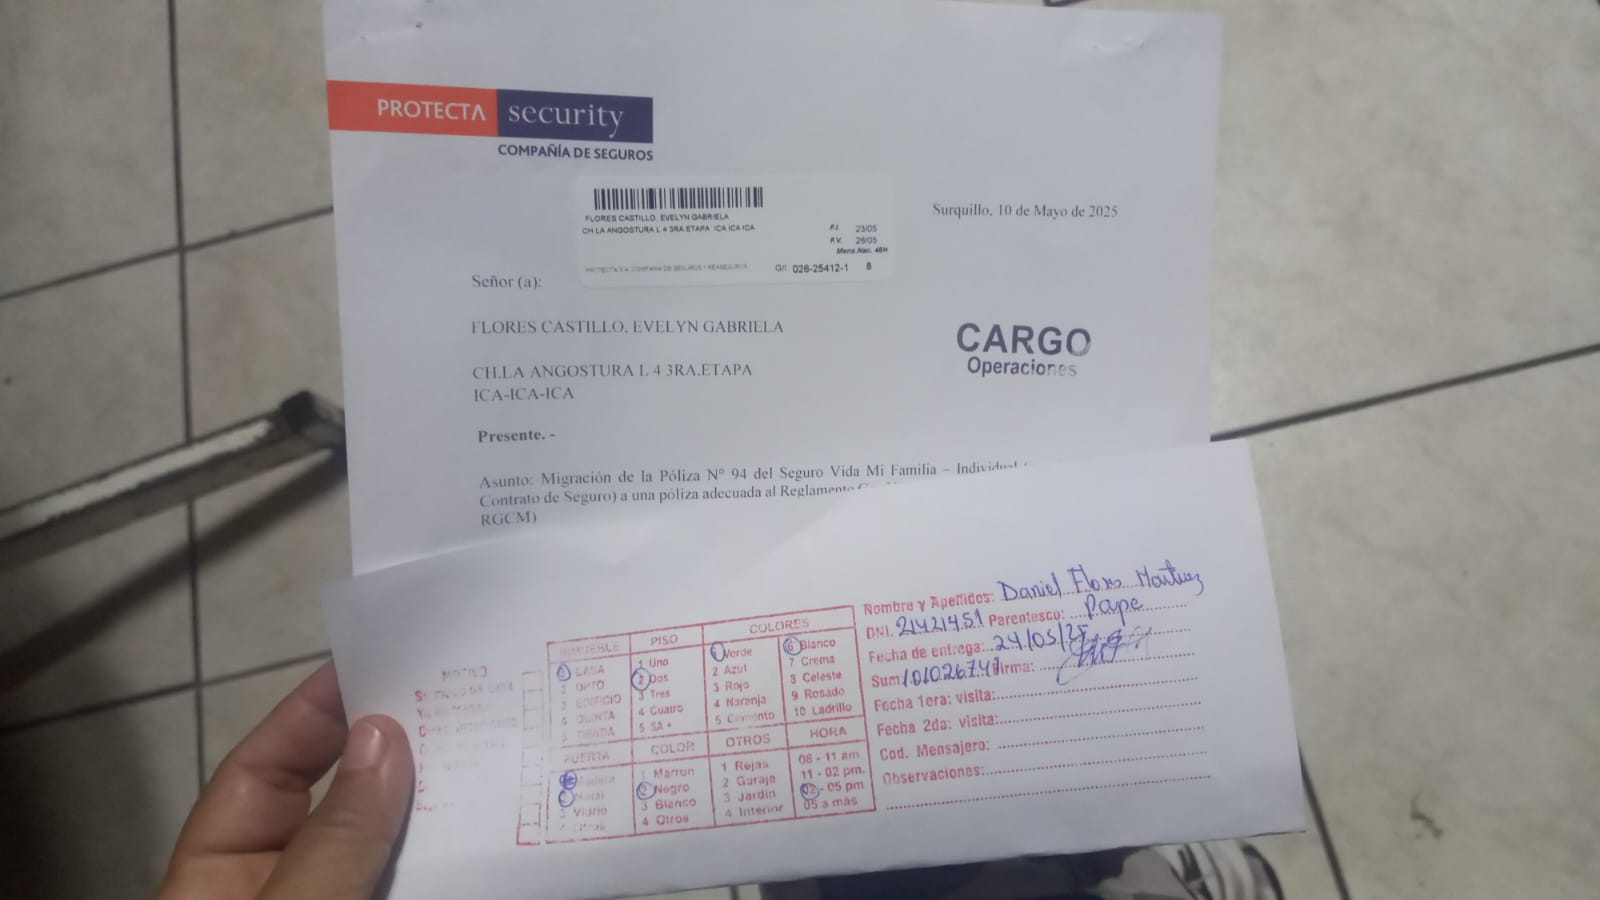 PROTECTA security
COMPAÑÍA DE SEGUROS
FLORES CASTILLO, EVELYN GABRIELA
CH LA ANGOSTURA L 4 3RA ETAPA ICA ICA ICA
F.I. 23/05
F.V. 26/05
Mens.Nac. 48H
PROTECTA S.A. COMPAÑIA DE SEGUROS Y REASEGUROS
G/I 026-25412-1 8
Surquillo, 10 de Mayo de 2025
Señor (a):
FLORES CASTILLO, EVELYN GABRIELA
CH.LA ANGOSTURA L 4 3RA.ETAPA
ICA-ICA-ICA
CARGO
Operaciones
Presente. -
Asunto: Migración de la Póliza N° 94 del Seguro Vida Mi Familia – Individual
Contrato de Seguro) a una póliza adecuada al Reglamento
RGCM)
MOTIVO
INMUEBLE
1 CASA
2 DPTO
3 EDIFICIO
4 QUINTA
5 TIENDA
PISO
1 Uno
2 Dos
3 Tres
4 Cuatro
5 SA +
COLORES
1 Verde 6 Blanco
2 Azul 7 Crema
3 Rojo 8 Celeste
4 Naranja 9 Rosado
5 Cemento 10 Ladrillo
PUERTA
Metal
3 Vidrio
4 Otros
COLOR
1 Marron
2 Negro
3 Blanco
4 Otros
OTROS
1 Rejas
2 Garaje
3 Jardin
4 Interior
HORA
08 - 11 am
11 - 02 pm.
02 - 05 pm
05 a más
Nombre y Apellidos: Daniel Flores Martinez
DNI. 21421451 Parentesco: Pape
Fecha de entrega: 24/05/25
Sum Firma:
Fecha 1era: visita:
Fecha 2da: visita:
Cod. Mensajero:
Observaciones: